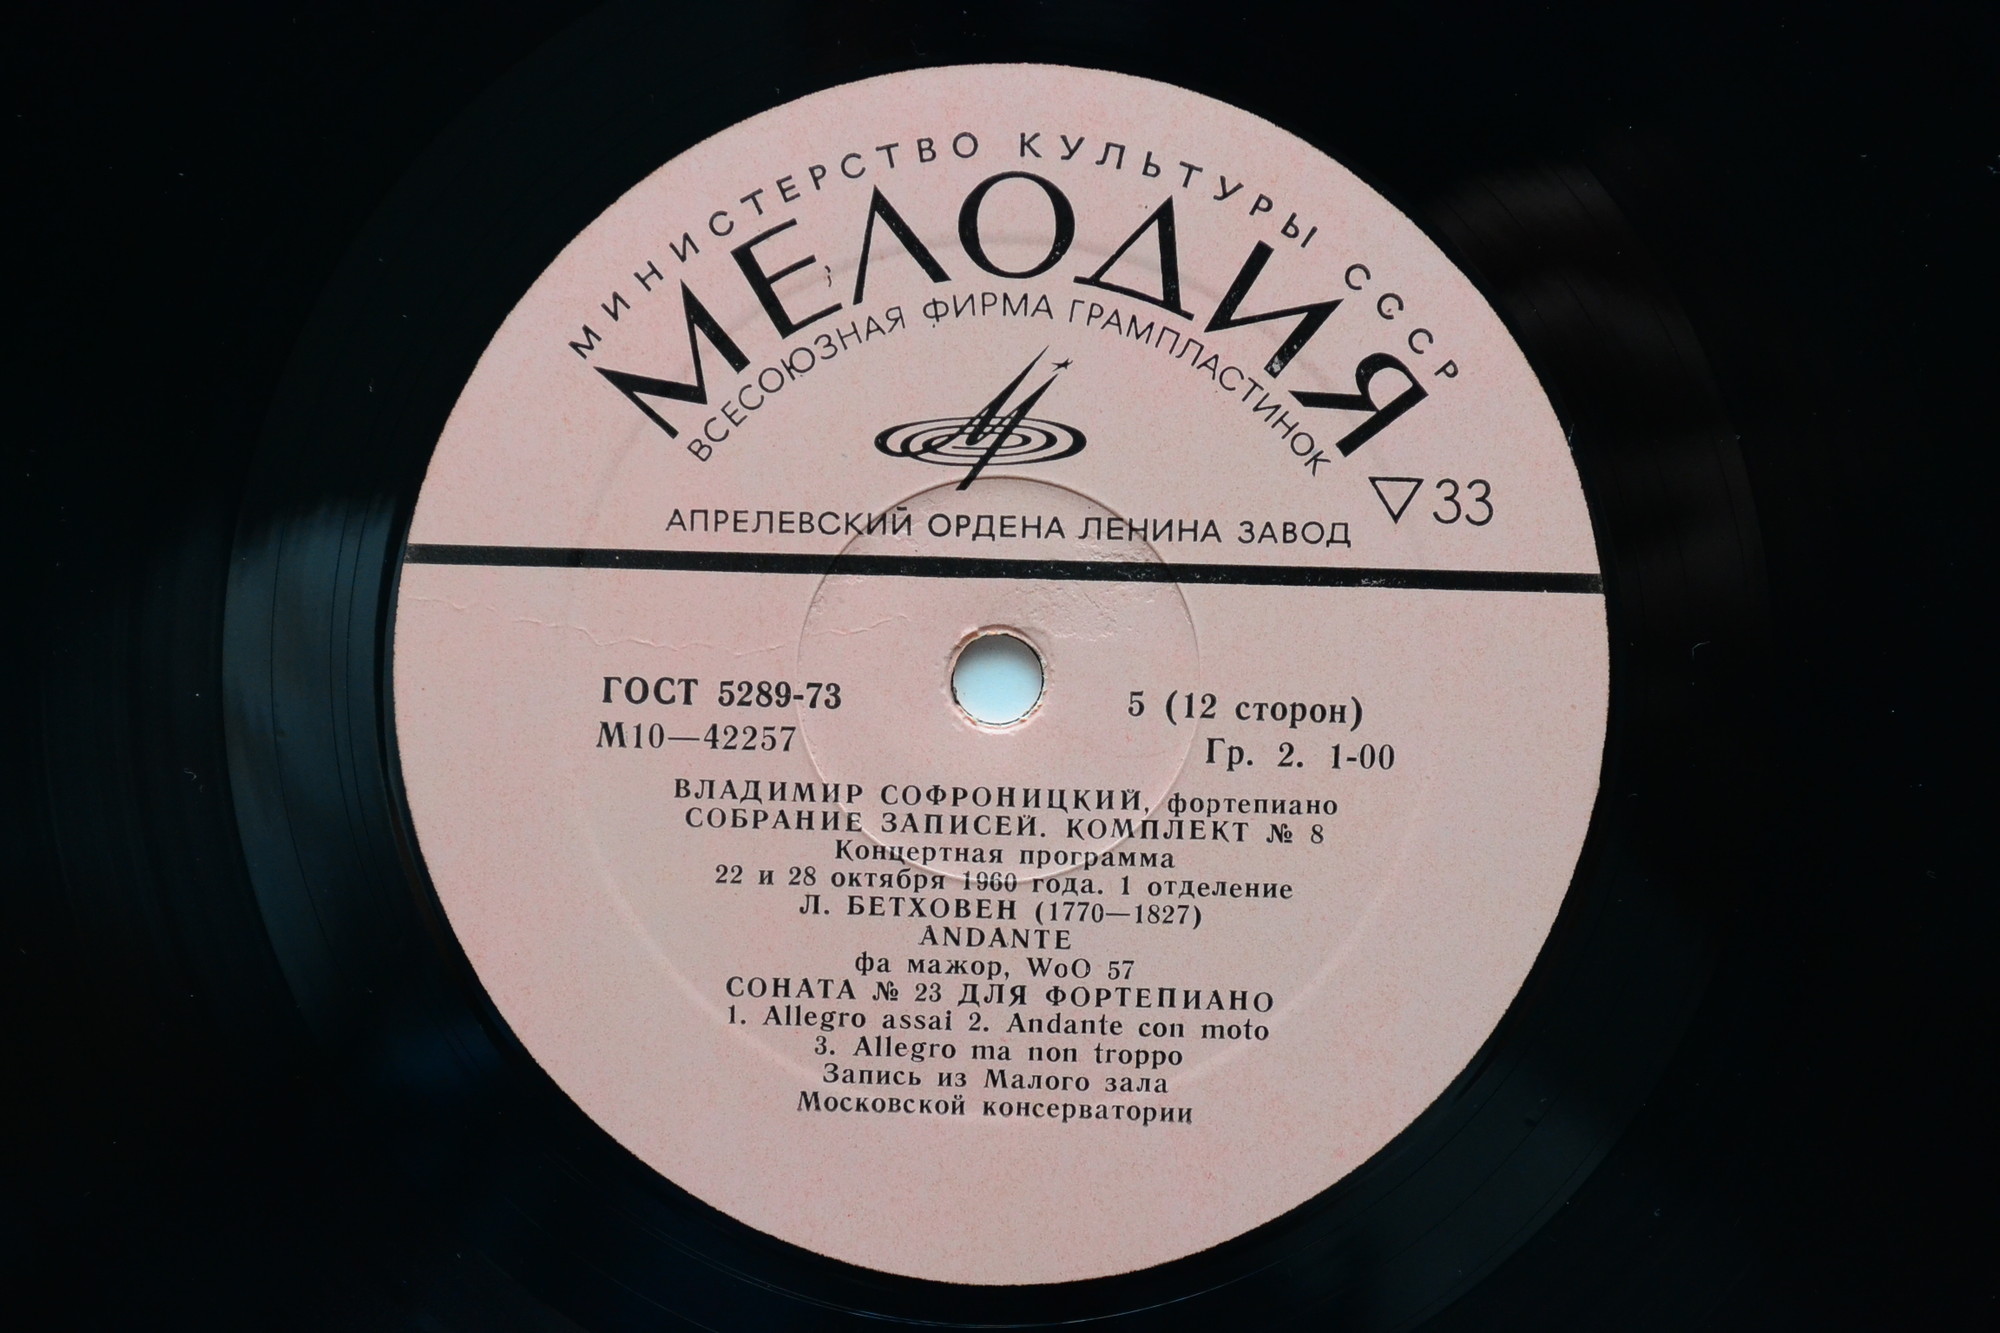 МИНИСТЕРСТВО КУЛЬТУРЫ СССР
МЕЛОДИЯ
ВСЕСОЮЗНАЯ ФИРМА ГРАМПЛАСТИНОК
▽33
АПРЕЛЕВСКИЙ ОРДЕНА ЛЕНИНА ЗАВОД
ГОСТ 5289-73
М10—42257
5 (12 сторон)
Гр. 2. 1-00
ВЛАДИМИР СОФРОНИЦКИЙ, фортепиано
СОБРАНИЕ ЗАПИСЕЙ. КОМПЛЕКТ № 8
Концертная программа
22 и 28 октября 1960 года. 1 отделение
Л. БЕТХОВЕН (1770—1827)
ANDANTE
фа мажор, WoO 57
СОНАТА № 23 ДЛЯ ФОРТЕПИАНО
1. Allegro assai 2. Andante con moto
3. Allegro ma non troppo
Запись из Малого зала
Московской консерватории